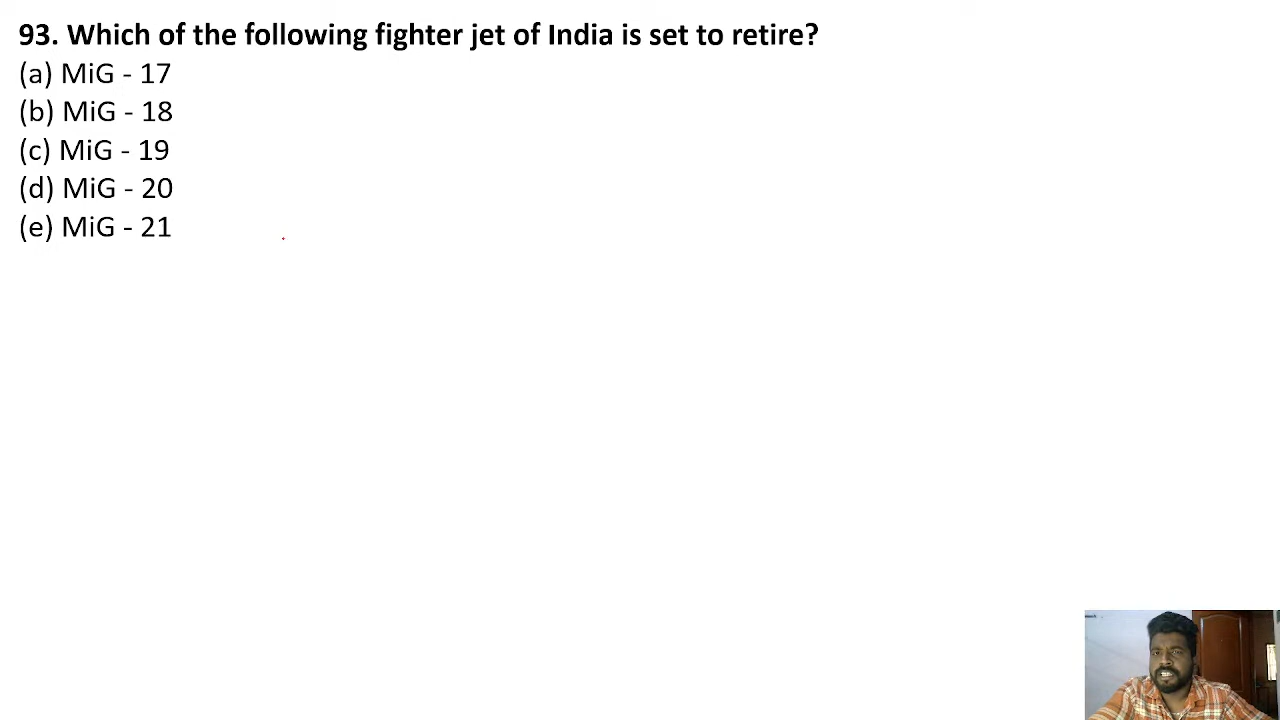 93. Which of the following fighter jet of India is set to retire?
(a) MiG - 17
(b) MiG - 18
(c) MiG - 19
(d) MiG - 20
(e) MiG - 21